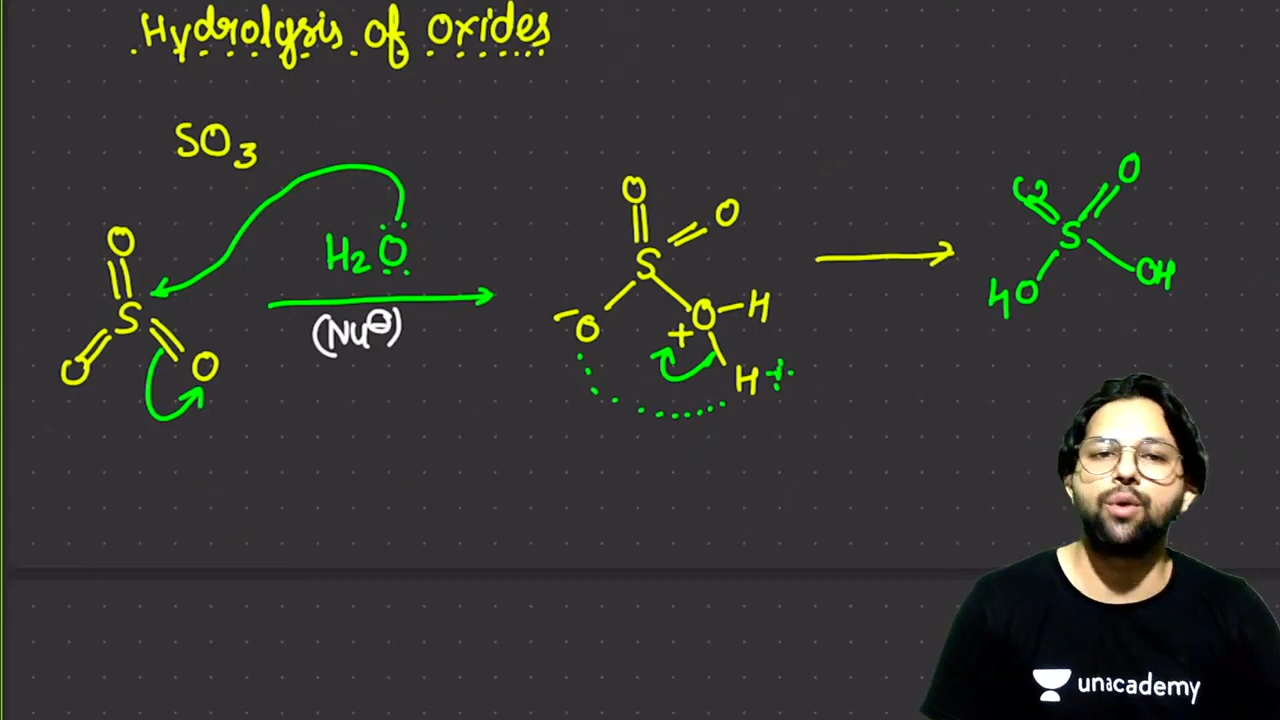 Hydrolysis of oxides
SO3
O
S
O
O
H2O
(Nu⊖)
O
O
S
-O
O-H
+
H+
O
O
S
HO
OH
unacademy